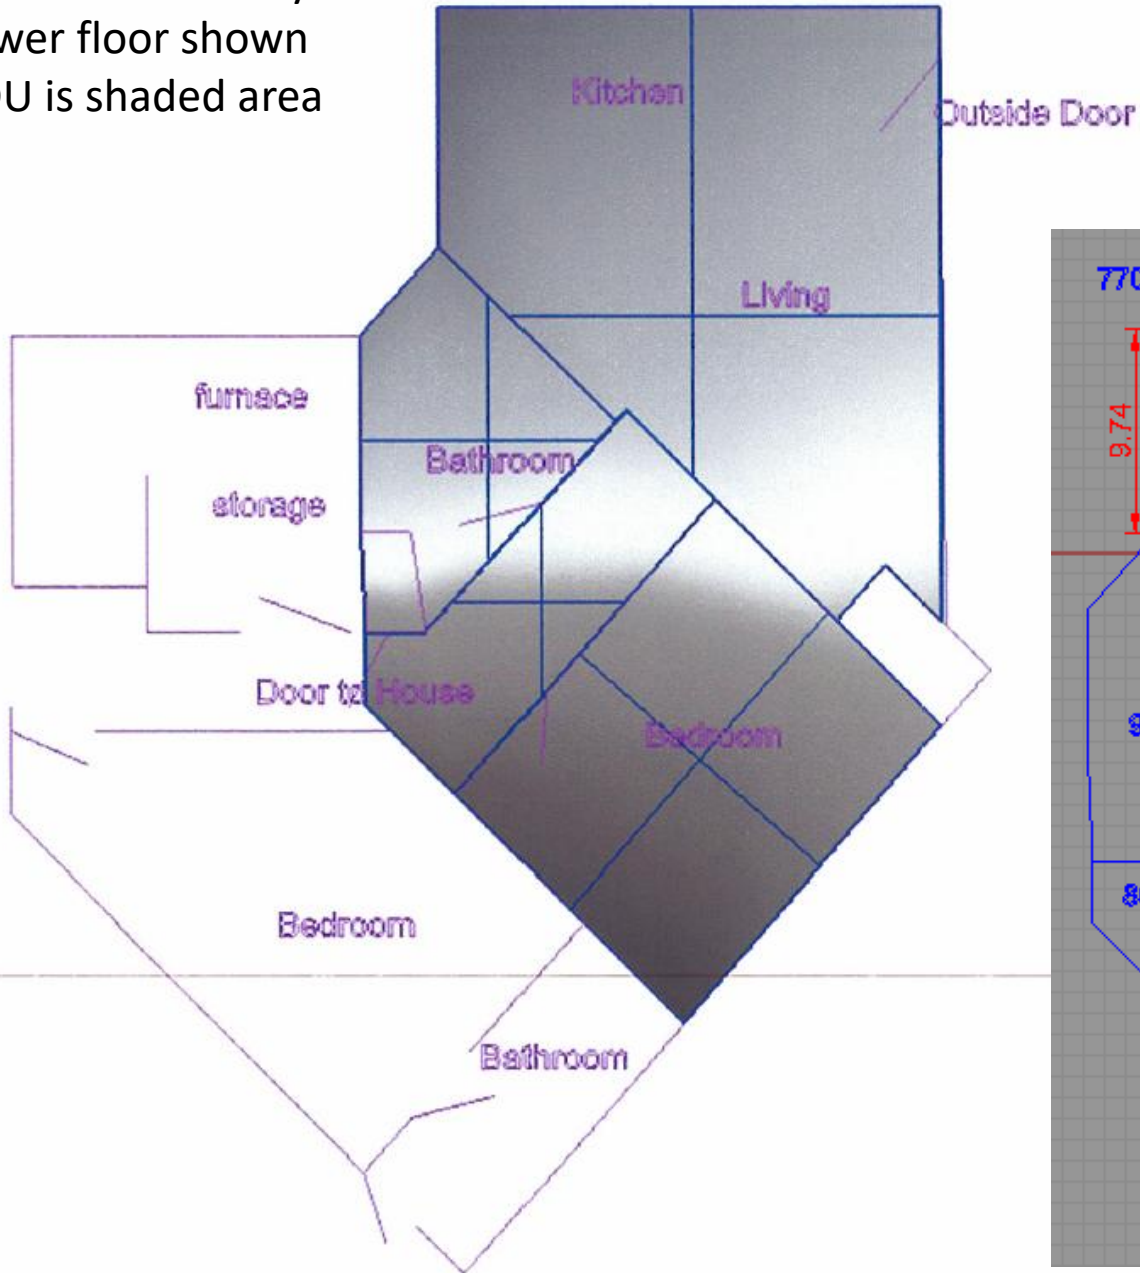 wer floor shown
U is shaded area
Kitchen
Outside Door
770
Living
furnace
9.74
Bathroom
storage
Door to House
Bedroom
Bedroom
Bathroom